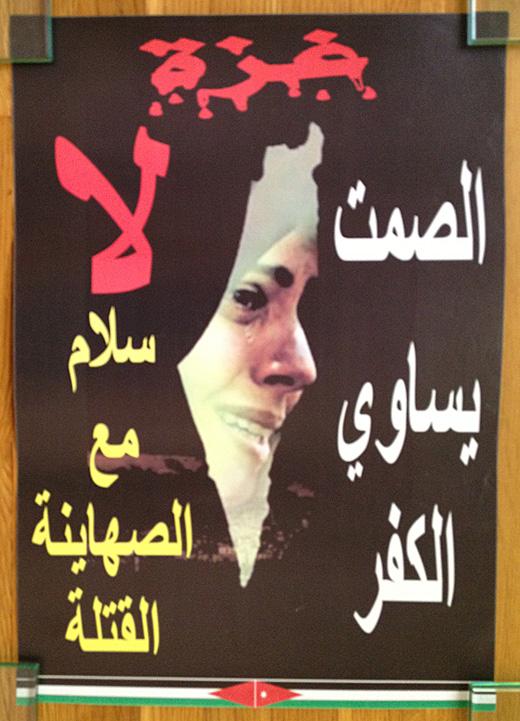 غزة
الصمت
يساوي
الكفر
لا
سلام
مع
الصهاينة
القتلة